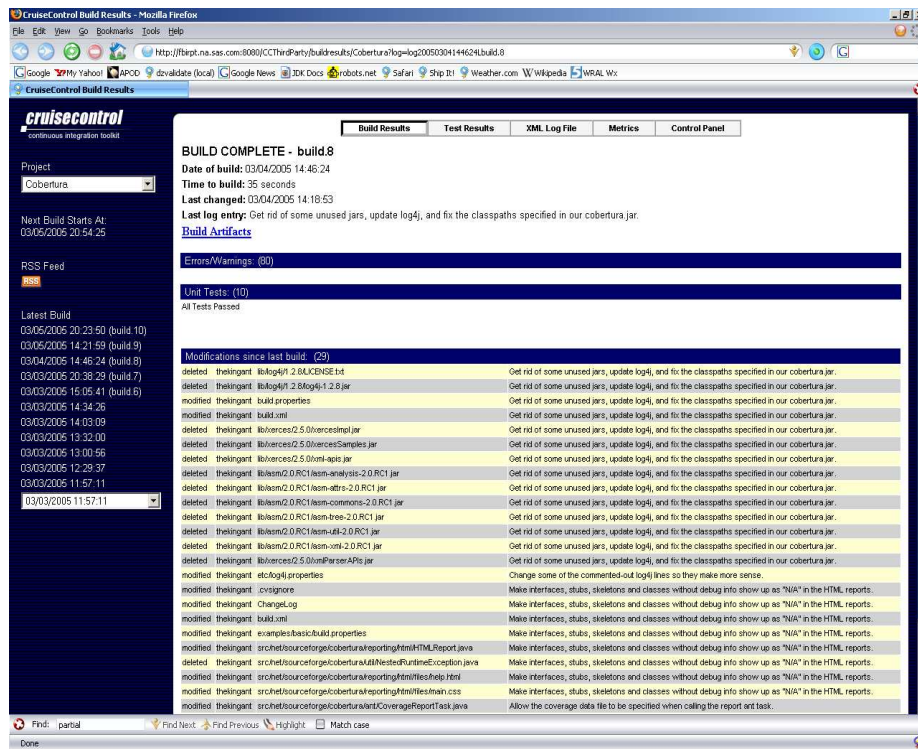 CruiseControl Build Results - Mozilla Firefox
File Edit View Go Bookmarks Tools Help
http://fbirpt.na.sas.com:8080/CCThirdParty/buildresults/Cobertura?log=log20050304144624Lbuild.8
Google My Yahoo! APOD dzvalidate (local) Google News JDK Docs robots.net Safari Ship It! Weather.com Wikipedia WRAL Wx
CruiseControl Build Results
cruisecontrol
continuous integration toolkit
Project
Cobertura
Next Build Starts At:
03/05/2005 20:54:25
RSS Feed
RSS
Latest Build
03/05/2005 20:23:50 (build.10)
03/05/2005 14:21:59 (build.9)
03/04/2005 14:46:24 (build.8)
03/03/2005 20:38:29 (build.7)
03/03/2005 15:05:41 (build.6)
03/03/2005 14:34:26
03/03/2005 14:03:09
03/03/2005 13:32:00
03/03/2005 13:00:56
03/03/2005 12:29:37
03/03/2005 11:57:11
03/03/2005 11:57:11
Build Results Test Results XML Log File Metrics Control Panel
BUILD COMPLETE - build.8
Date of build: 03/04/2005 14:46:24
Time to build: 35 seconds
Last changed: 03/04/2005 14:18:53
Last log entry: Get rid of some unused jars, update log4j, and fix the classpaths specified in our cobertura.jar.
Build Artifacts
Errors/Warnings: (80)
Unit Tests: (10)
All Tests Passed
Modifications since last build: (29)
deleted thekingant lib/log4j/1.2.8/LICENSE.txt Get rid of some unused jars, update log4j, and fix the classpaths specified in our cobertura.jar.
deleted thekingant lib/log4j/1.2.8/log4j-1.2.8.jar Get rid of some unused jars, update log4j, and fix the classpaths specified in our cobertura.jar.
modified thekingant build.properties Get rid of some unused jars, update log4j, and fix the classpaths specified in our cobertura.jar.
modified thekingant build.xml Get rid of some unused jars, update log4j, and fix the classpaths specified in our cobertura.jar.
deleted thekingant lib/xerces/2.5.0/xercesImpl.jar Get rid of some unused jars, update log4j, and fix the classpaths specified in our cobertura.jar.
deleted thekingant lib/xerces/2.5.0/xercesSamples.jar Get rid of some unused jars, update log4j, and fix the classpaths specified in our cobertura.jar.
deleted thekingant lib/xerces/2.5.0/xml-apis.jar Get rid of some unused jars, update log4j, and fix the classpaths specified in our cobertura.jar.
deleted thekingant lib/asm/2.0.RC1/asm-analysis-2.0.RC1.jar Get rid of some unused jars, update log4j, and fix the classpaths specified in our cobertura.jar.
deleted thekingant lib/asm/2.0.RC1/asm-attrs-2.0.RC1.jar Get rid of some unused jars, update log4j, and fix the classpaths specified in our cobertura.jar.
deleted thekingant lib/asm/2.0.RC1/asm-commons-2.0.RC1.jar Get rid of some unused jars, update log4j, and fix the classpaths specified in our cobertura.jar.
deleted thekingant lib/asm/2.0.RC1/asm-tree-2.0.RC1.jar Get rid of some unused jars, update log4j, and fix the classpaths specified in our cobertura.jar.
deleted thekingant lib/asm/2.0.RC1/asm-util-2.0.RC1.jar Get rid of some unused jars, update log4j, and fix the classpaths specified in our cobertura.jar.
deleted thekingant lib/asm/2.0.RC1/asm-xml-2.0.RC1.jar Get rid of some unused jars, update log4j, and fix the classpaths specified in our cobertura.jar.
deleted thekingant lib/xerces/2.5.0/xmlParserAPIs.jar Get rid of some unused jars, update log4j, and fix the classpaths specified in our cobertura.jar.
modified thekingant etc/log4j.properties Change some of the commented-out log4j lines so they make more sense.
modified thekingant .cvsignore Make interfaces, stubs, skeletons and classes without debug info show up as "N/A" in the HTML reports.
modified thekingant ChangeLog Make interfaces, stubs, skeletons and classes without debug info show up as "N/A" in the HTML reports.
modified thekingant build.xml Make interfaces, stubs, skeletons and classes without debug info show up as "N/A" in the HTML reports.
modified thekingant examples/basic/build.properties Make interfaces, stubs, skeletons and classes without debug info show up as "N/A" in the HTML reports.
modified thekingant src/net/sourceforge/cobertura/reporting/html/HTMLReport.java Make interfaces, stubs, skeletons and classes without debug info show up as "N/A" in the HTML reports.
deleted thekingant src/net/sourceforge/cobertura/util/NestedRuntimeException.java Make interfaces, stubs, skeletons and classes without debug info show up as "N/A" in the HTML reports.
modified thekingant src/net/sourceforge/cobertura/reporting/html/files/help.html Make interfaces, stubs, skeletons and classes without debug info show up as "N/A" in the HTML reports.
modified thekingant src/net/sourceforge/cobertura/reporting/html/files/main.css Make interfaces, stubs, skeletons and classes without debug info show up as "N/A" in the HTML reports.
modified thekingant src/net/sourceforge/cobertura/ant/CoverageReportTask.java Allow the coverage data file to be specified when calling the report ant task.
Find: partial Find Next Find Previous Highlight Match case
Done